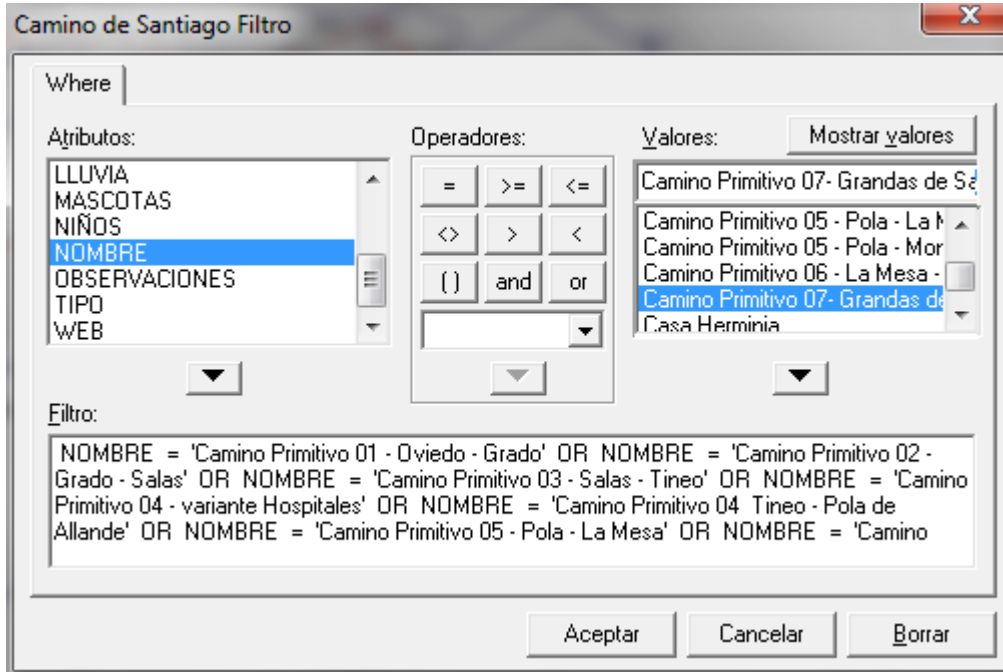 Camino de Santiago Filtro
Where
Atributos:
Operadores:
Valores:
Mostrar valores
LLUVIA
MASCOTAS
NIÑOS
NOMBRE
OBSERVACIONES
TIPO
WEB
= >= <=
<> > <
() and or
Camino Primitivo 07- Grandas de
Camino Primitivo 05 - Pola - La
Camino Primitivo 05 - Pola - Mor
Camino Primitivo 06 - La Mesa -
Camino Primitivo 07- Grandas de
Casa Herminia
Filtro:
NOMBRE = 'Camino Primitivo 01 - Oviedo - Grado' OR NOMBRE = 'Camino Primitivo 02 -
Grado - Salas' OR NOMBRE = 'Camino Primitivo 03 - Salas - Tineo' OR NOMBRE = 'Camino
Primitivo 04 - variante Hospitales' OR NOMBRE = 'Camino Primitivo 04 Tineo - Pola de
Allande' OR NOMBRE = 'Camino Primitivo 05 - Pola - La Mesa' OR NOMBRE = 'Camino
Aceptar
Cancelar
Borrar